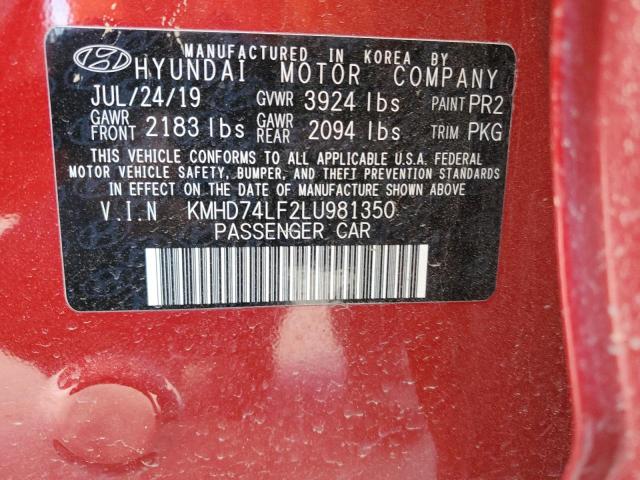 MANUFACTURED IN KOREA BY
HYUNDAI MOTOR COMPANY
JUL/24/19 GVWR 3924 lbs PAINT PR2
GAWR FRONT 2183 lbs GAWR REAR 2094 lbs TRIM PKG
THIS VEHICLE CONFORMS TO ALL APPLICABLE U.S.A. FEDERAL
MOTOR VEHICLE SAFETY, BUMPER, AND THEFT PREVENTION STANDARDS
IN EFFECT ON THE DATE OF MANUFACTURE SHOWN ABOVE
V.I.N KMHD74LF2LU981350
PASSENGER CAR